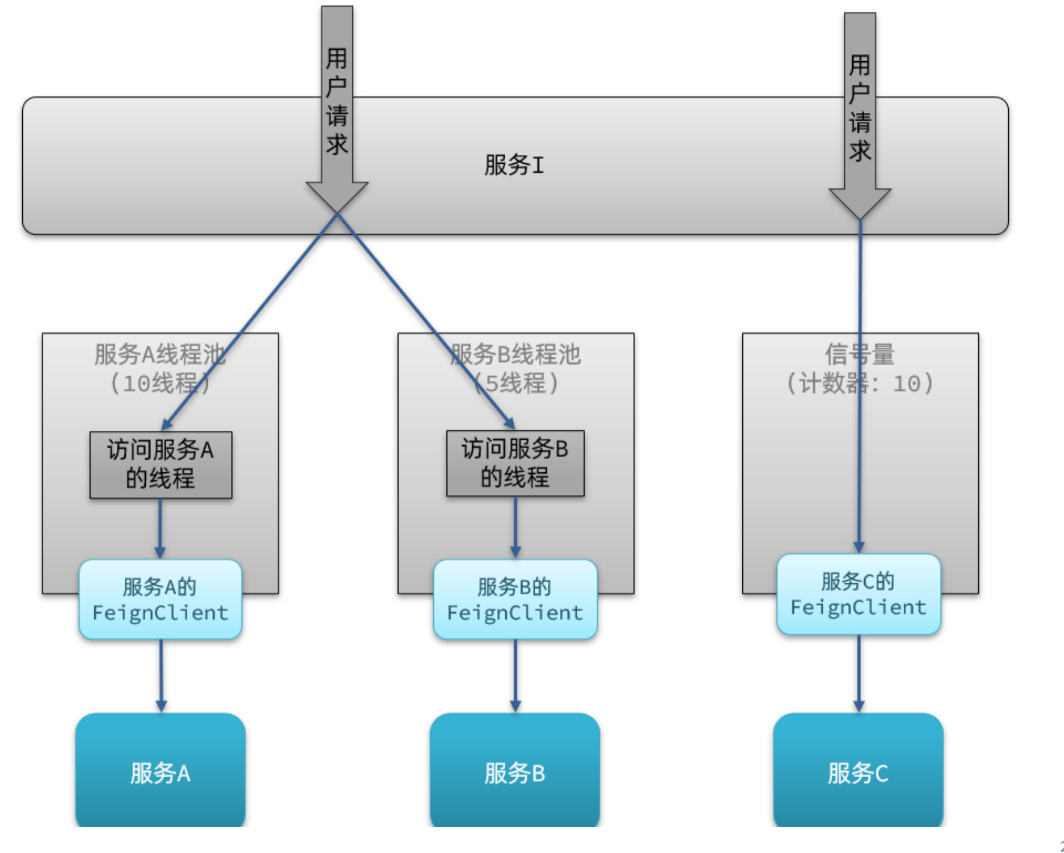 用户请求
用户请求
服务I
服务A线程池
(10线程)
服务B线程池
(5线程)
信号量
(计数器: 10)
访问服务A
的线程
访问服务B
的线程
服务A的
FeignClient
服务B的
FeignClient
服务C的
FeignClient
服务A
服务B
服务C